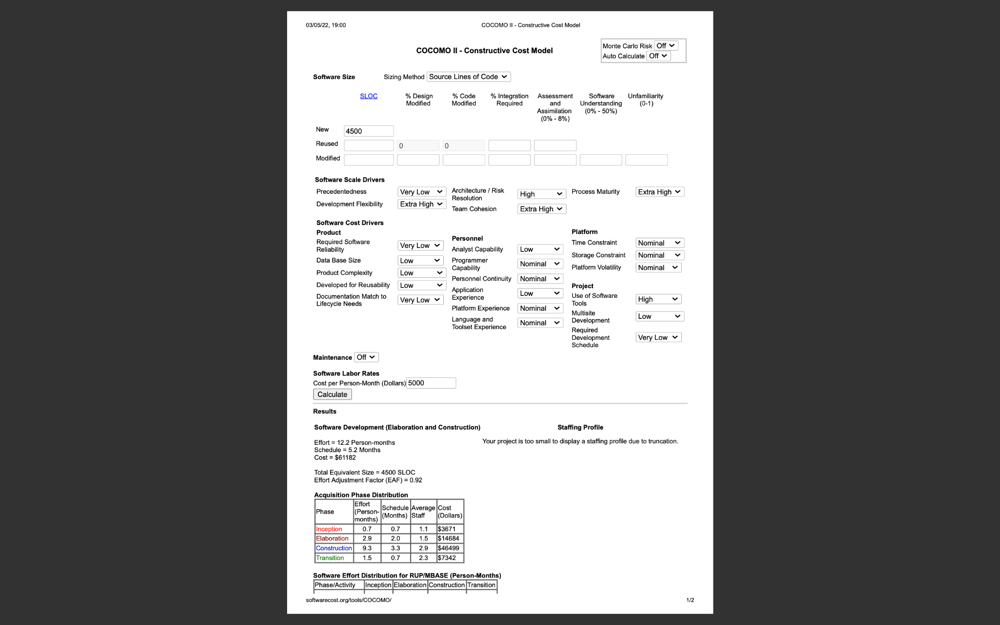 03/05/22, 19:00
COCOMO II - Constructive Cost Model
COCOMO II - Constructive Cost Model
Monte Carlo Risk Off
Auto Calculate Off
Software Size
Sizing Method Source Lines of Code
SLOC
% Design
Modified
% Code
Modified
% Integration
Required
Assessment
and
Assimilation
(0% - 8%)
Software
Understanding
(0% - 50%)
Unfamiliarity
(0-1)
New 4500
Reused 0 0
Modified
Software Scale Drivers
Precedentedness Very Low
Development Flexibility Extra High
Architecture / Risk
Resolution
High
Team Cohesion Extra High
Process Maturity Extra High
Software Cost Drivers
Product
Required Software
Reliability
Very Low
Data Base Size Low
Product Complexity Low
Developed for Reusability Low
Documentation Match to
Lifecycle Needs
Very Low
Personnel
Analyst Capability Low
Programmer
Capability
Nominal
Personnel Continuity Nominal
Application
Experience
Low
Platform Experience Nominal
Language and
Toolset Experience
Nominal
Platform
Time Constraint Nominal
Storage Constraint Nominal
Platform Volatility Nominal
Project
Use of Software
Tools
High
Multisite
Development
Low
Required
Development
Schedule
Very Low
Maintenance Off
Software Labor Rates
Cost per Person-Month (Dollars) 5000
Calculate
Results
Software Development (Elaboration and Construction)
Effort = 12.2 Person-months
Schedule = 5.2 Months
Cost = $61182
Total Equivalent Size = 4500 SLOC
Effort Adjustment Factor (EAF) = 0.92
Staffing Profile
Your project is too small to display a staffing profile due to truncation.
Acquisition Phase Distribution
Phase
Effort
(Person-
months)
Schedule
(Months)
Average
Staff
Cost
(Dollars)
Inception 0.7 0.7 1.1 $3671
Elaboration 2.9 2.0 1.5 $14684
Construction 9.3 3.3 2.9 $46499
Transition 1.5 0.7 2.3 $7342
Software Effort Distribution for RUP/MBASE (Person-Months)
Phase/Activity Inception Elaboration Construction Transition
softwarecost.org/tools/COCOMO/
1/2